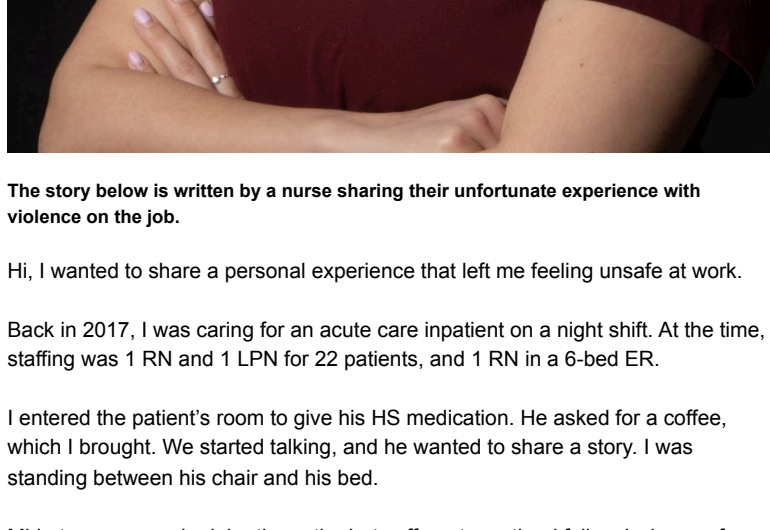 The story below is written by a nurse sharing their unfortunate experience with
violence on the job.
Hi, I wanted to share a personal experience that left me feeling unsafe at work.
Back in 2017, I was caring for an acute care inpatient on a night shift. At the time,
staffing was 1 RN and 1 LPN for 22 patients, and 1 RN in a 6-bed ER.
I entered the patient’s room to give his HS medication. He asked for a coffee,
which I brought. We started talking, and he wanted to share a story. I was
standing between his chair and his bed.